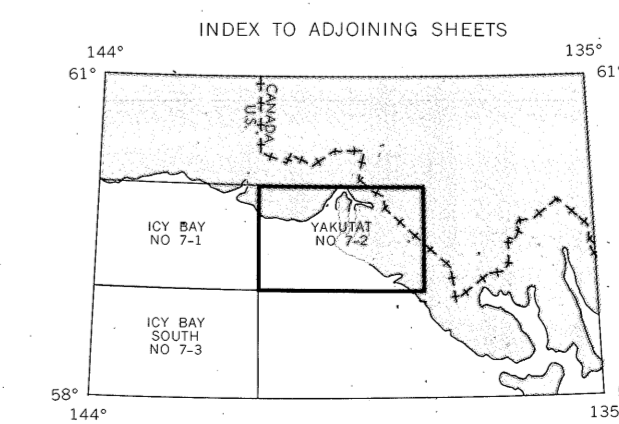 INDEX TO ADJOINING SHEETS
144°
135°
61°
61°
CANADA
U.S.
ICY BAY
NO 7-1
YAKUTAT
NO 7-2
ICY BAY
SOUTH
NO 7-3
58°
144°
135